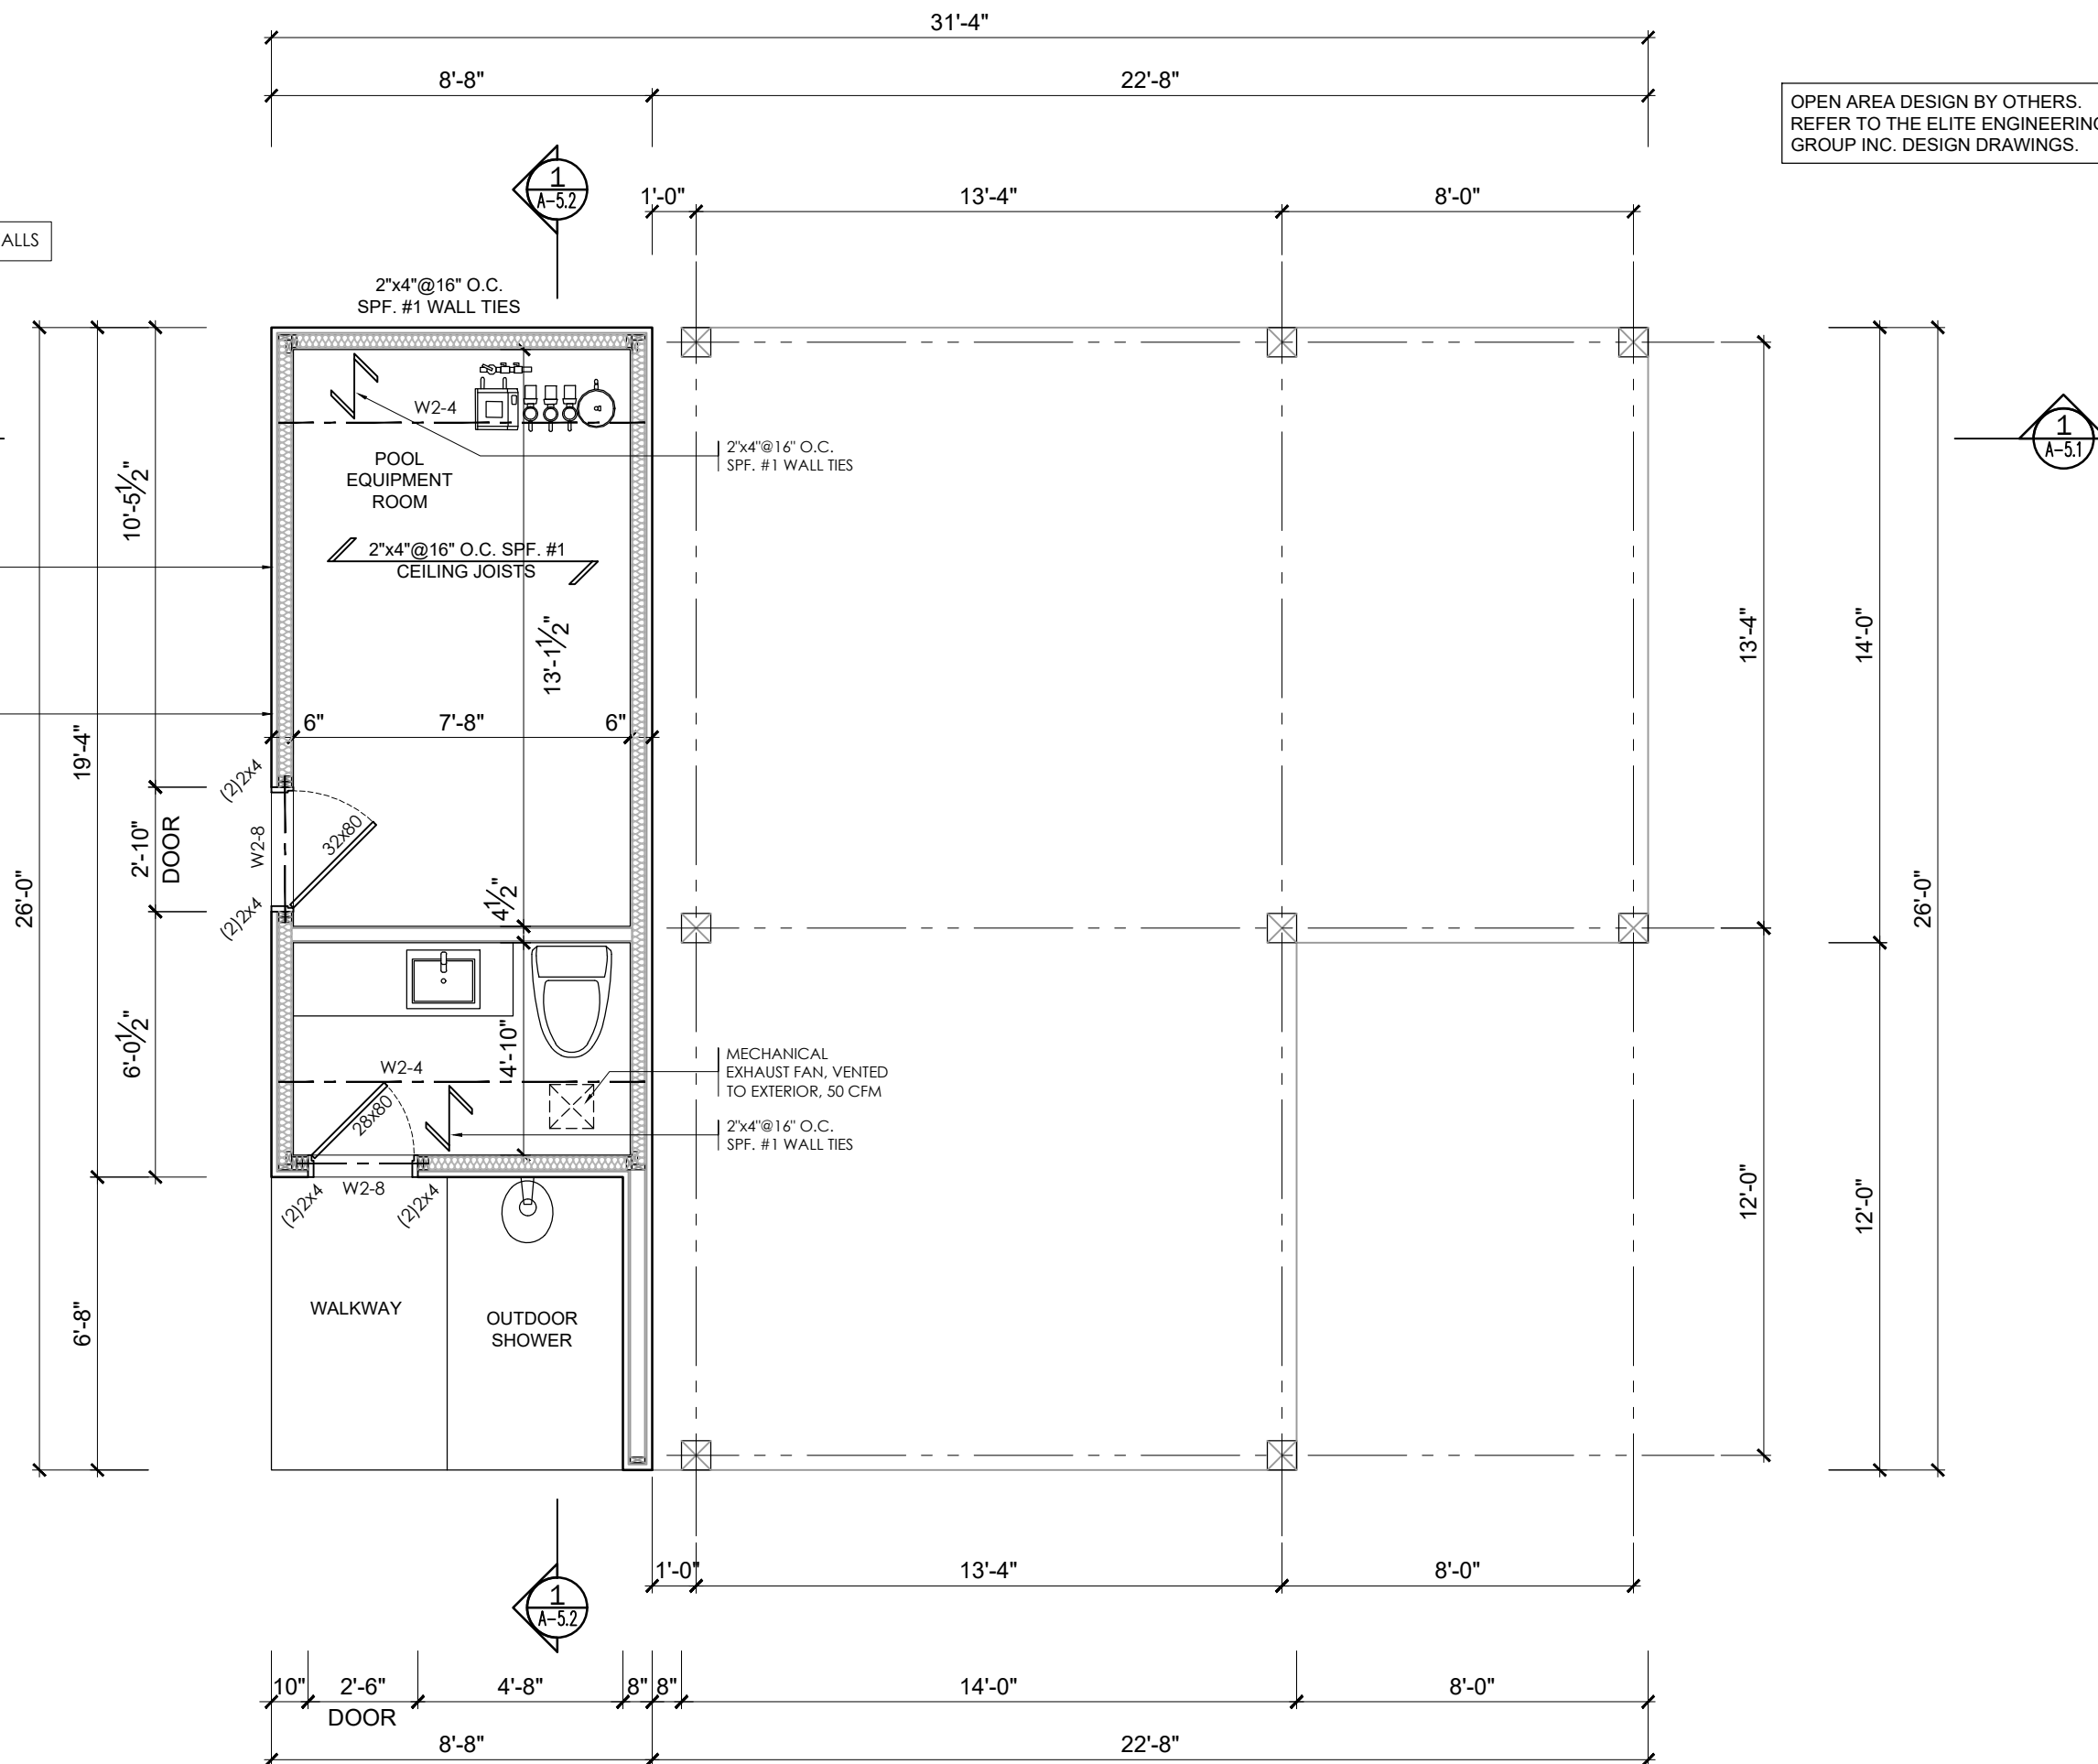 31'-4"
8'-8"
22'-8"
OPEN AREA DESIGN BY OTHERS.
REFER TO THE ELITE ENGINEERING
GROUP INC. DESIGN DRAWINGS.
1
A-5.2
1'-0"
13'-4"
8'-0"
ALLS
2"x4"@16" O.C.
SPF. #1 WALL TIES
W2-4
2"x4"@16" O.C.
SPF. #1 WALL TIES
1
A-5.1
POOL
EQUIPMENT
ROOM
10'-5½"
2"x4"@16" O.C. SPF. #1
CEILING JOISTS
13'-1½"
13'-4"
14'-0"
6"
7'-8"
6"
19'-4"
(2)2x4
32x80
W2-8
2'-10"
DOOR
26'-0"
(2)2x4
4½"
26'-0"
6'-0½"
4'-10"
W2-4
MECHANICAL
EXHAUST FAN, VENTED
TO EXTERIOR, 50 CFM
28x80
2"x4"@16" O.C.
SPF. #1 WALL TIES
(2)2x4
W2-8
(2)2x4
12'-0"
12'-0"
6'-8"
WALKWAY
OUTDOOR
SHOWER
1'-0"
13'-4"
8'-0"
1
A-5.2
10"
2'-6"
DOOR
4'-8"
8"
8"
14'-0"
8'-0"
8'-8"
22'-8"